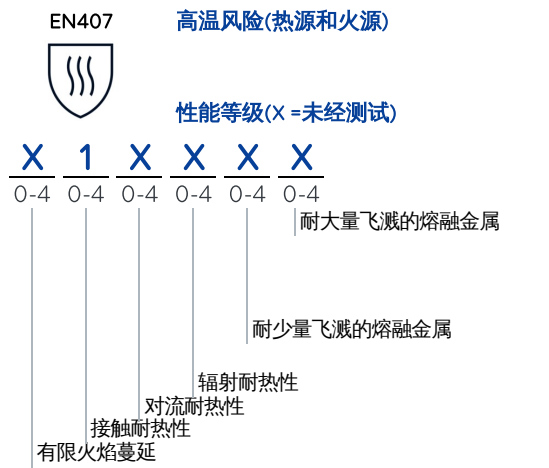 EN407
高温风险(热源和火源)
性能等级(X =未经测试)
X 1 X X X X
0-4 0-4 0-4 0-4 0-4 0-4
耐大量飞溅的熔融金属
耐少量飞溅的熔融金属
辐射耐热性
对流耐热性
接触耐热性
有限火焰蔓延